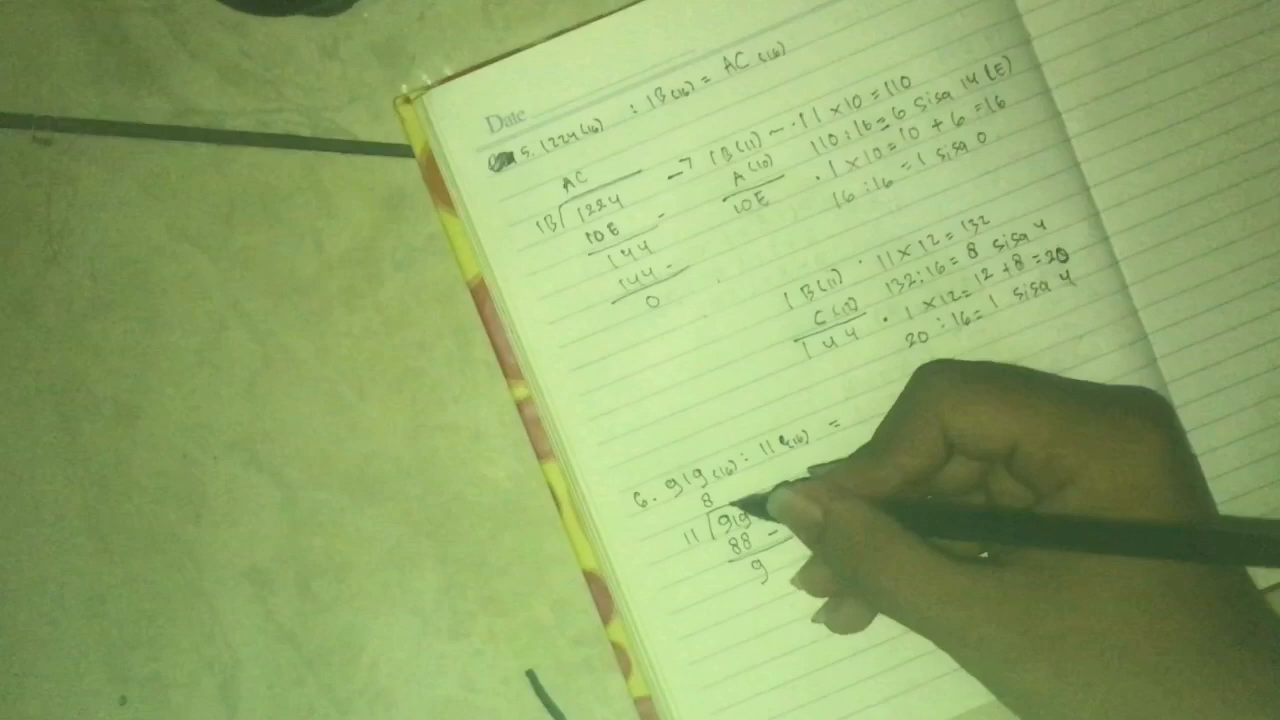 Date
5. 1224(16) : 1B(16) = AC(16)
AC
1B 1224
10E -
144
144 -
0
→ 1B(11) ~ · 11 x 10 = 110
A(10) 110 : 16 = 6 sisa 14 (E)
10E · 1 x 10 = 10 + 6 = 16
16 : 16 = 1 sisa 0
1B(11) · 11 x 12 = 132
C(12) 132 : 16 = 8 sisa 4
144 · 1 x 12 = 12 + 8 = 20
20 : 16 = 1 sisa 4
6. 919(16) : 11(16) =
8
11 919
88 -
9